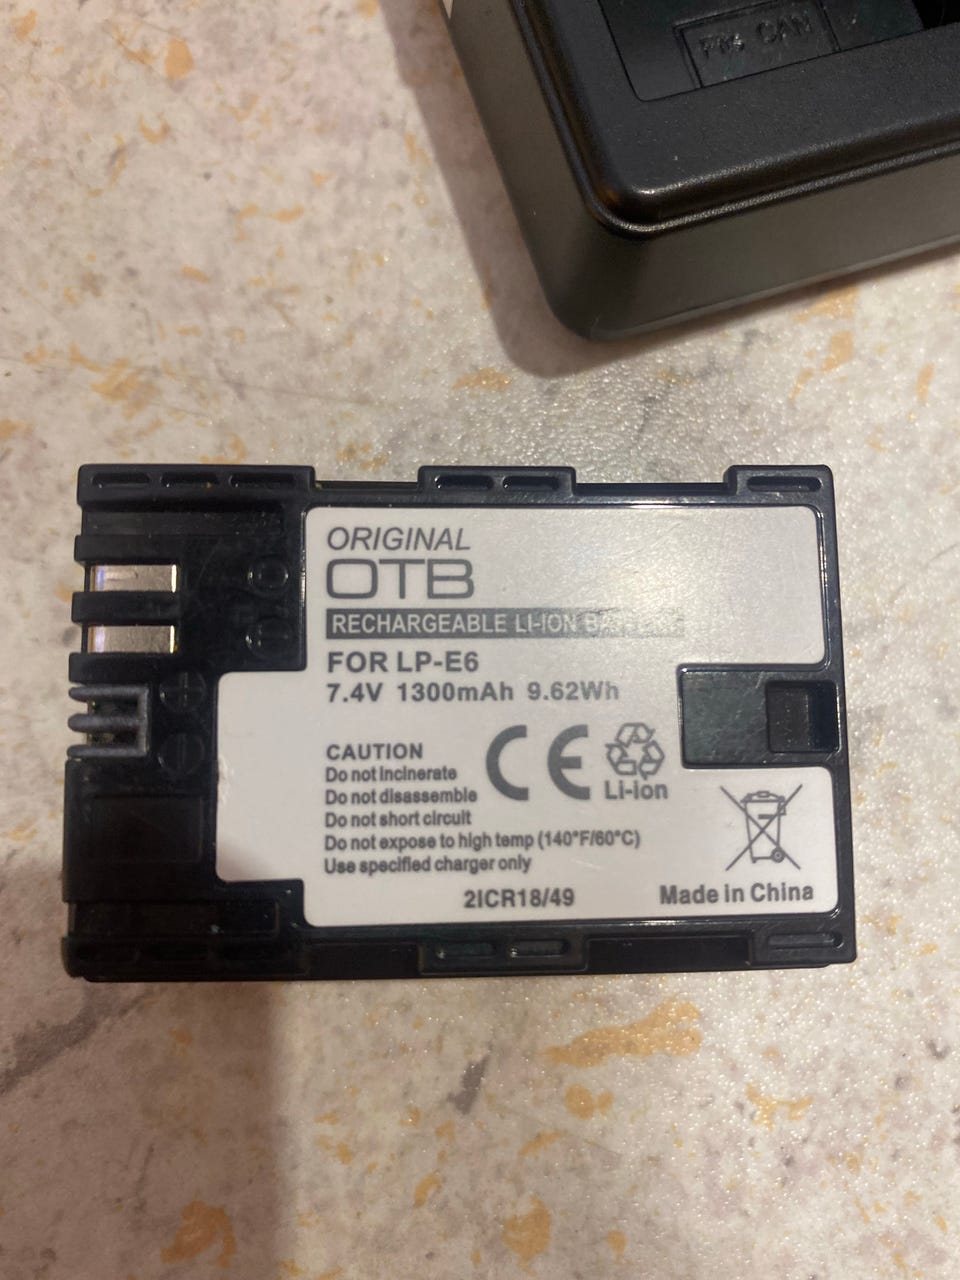 ORIGINAL
OTB
RECHARGEABLE LI-ION BATTERY
FOR LP-E6
7.4V 1300mAh 9.62Wh
CAUTION
Do not incinerate
Do not disassemble
Do not short circuit
Do not expose to high temp (140°F/60°C)
Use specified charger only
CE
Li-ion
2ICR18/49
Made in China